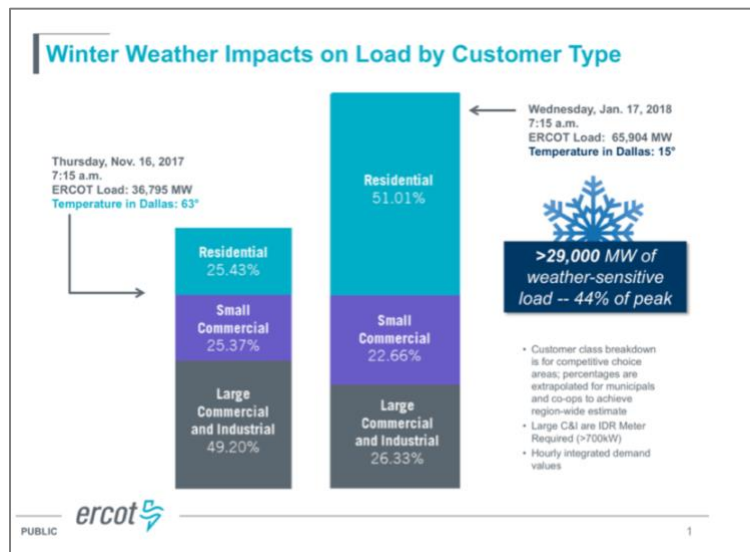 Winter Weather Impacts on Load by Customer Type
Thursday, Nov. 16, 2017
7:15 a.m.
ERCOT Load: 36,795 MW
Temperature in Dallas: 63°
Residential
25.43%
Small
Commercial
25.37%
Large
Commercial
and Industrial
49.20%
Residential
51.01%
Small
Commercial
22.66%
Large
Commercial
and Industrial
26.33%
Wednesday, Jan. 17, 2018
7:15 a.m.
ERCOT Load: 65,904 MW
Temperature in Dallas: 15°
>29,000 MW of
weather-sensitive
load -- 44% of peak
• Customer class breakdown
is for competitive choice
areas; percentages are
extrapolated for municipals
and co-ops to achieve
region-wide estimate
• Large C&I are IDR Meter
Required (>700kW)
• Hourly integrated demand
values
PUBLIC
ercot
1